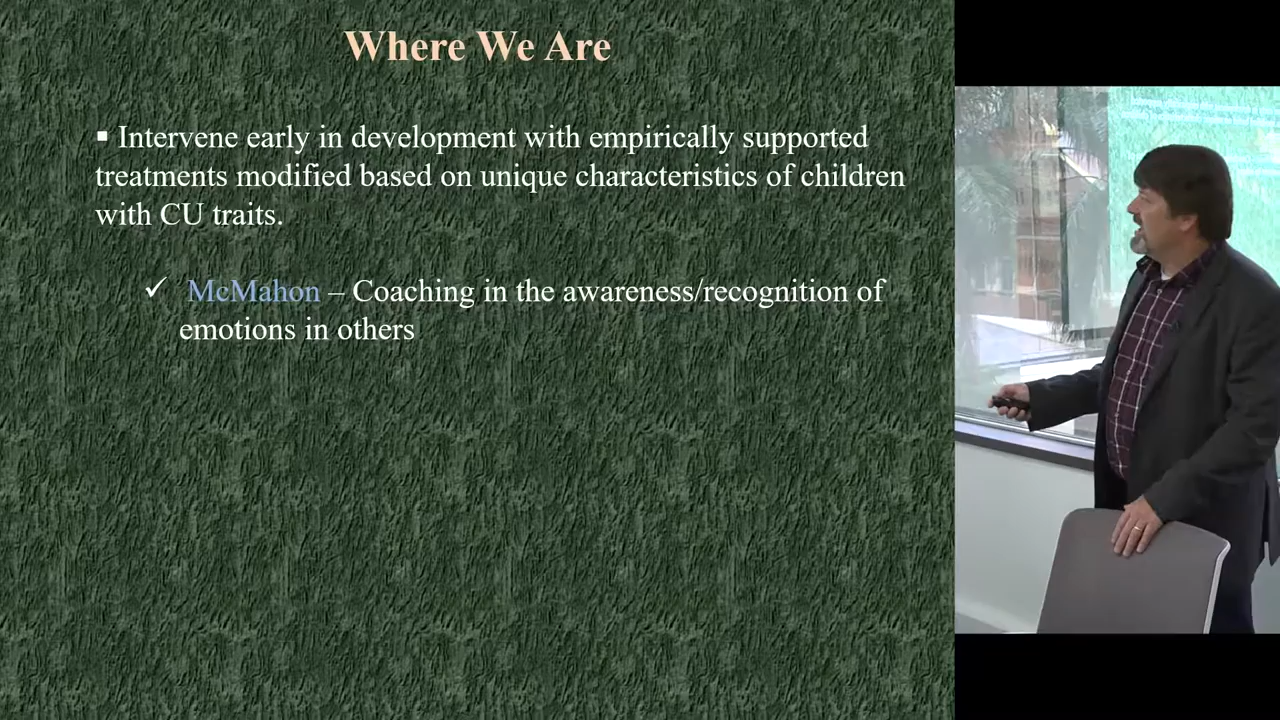 Where We Are
▪ Intervene early in development with empirically supported
treatments modified based on unique characteristics of children
with CU traits.
✓ McMahon – Coaching in the awareness/recognition of
emotions in others